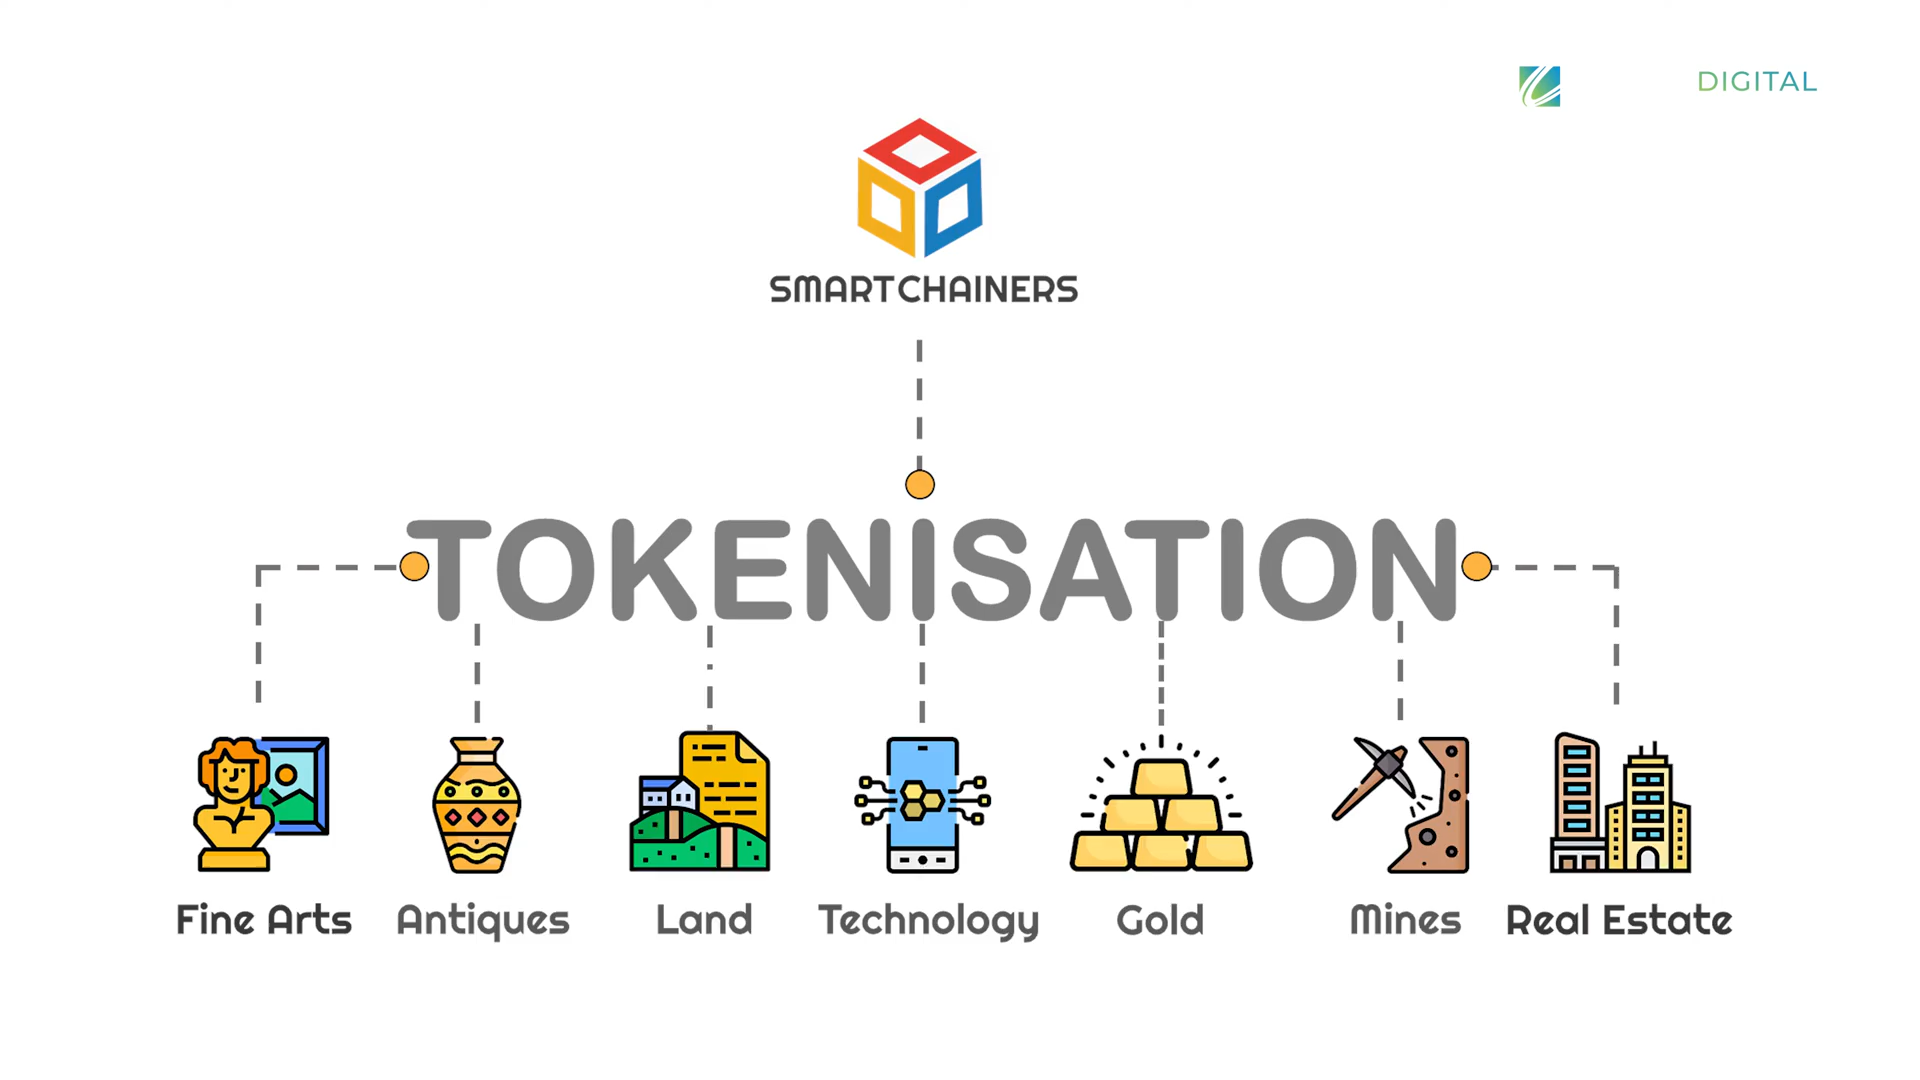 DIGITAL
SMARTCHAINERS
TOKENISATION
Fine Arts
Antiques
Land
Technology
Gold
Mines
Real Estate